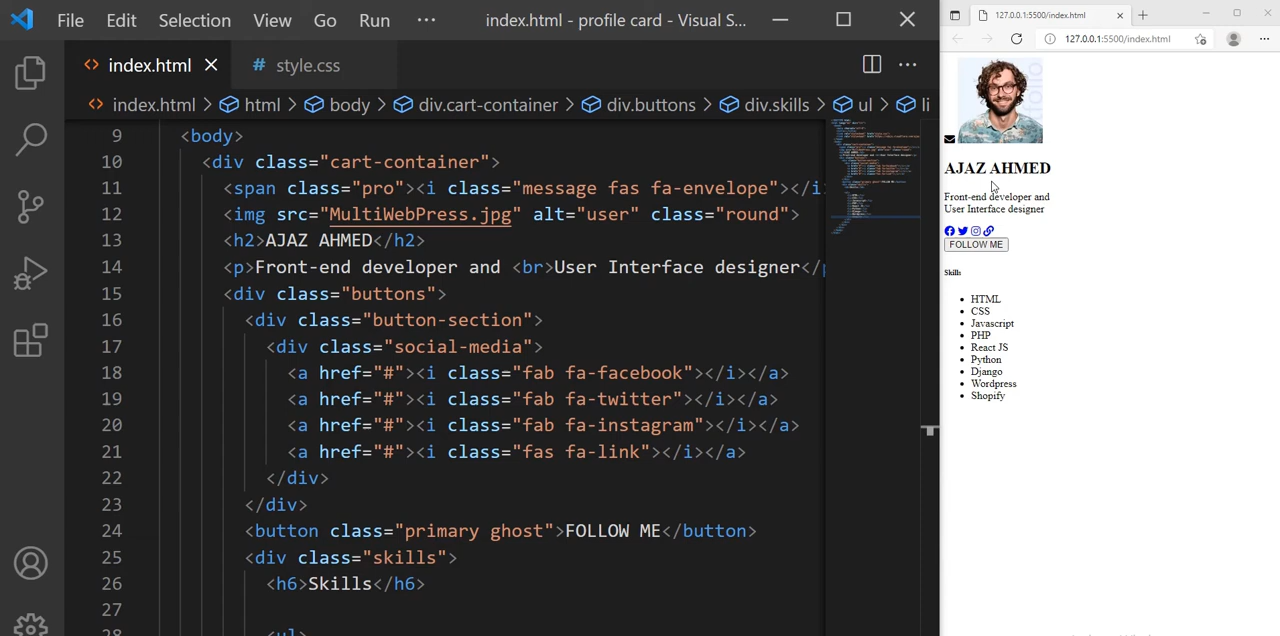 File Edit Selection View Go Run ··· index.html - profile card - Visual S...
<> index.html × # style.css ···
<> index.html > html > body > div.cart-container > div.buttons > div.skills > ul > li
9 <body>
10 <div class="cart-container">
11 <span class="pro"><i class="message fas fa-envelope"></i
12 <img src="MultiWebPress.jpg" alt="user" class="round">
13 <h2>AJAZ AHMED</h2>
14 <p>Front-end developer and <br>User Interface designer</p
15 <div class="buttons">
16 <div class="button-section">
17 <div class="social-media">
18 <a href="#"><i class="fab fa-facebook"></i></a>
19 <a href="#"><i class="fab fa-twitter"></i></a>
20 <a href="#"><i class="fab fa-instagram"></i></a>
21 <a href="#"><i class="fas fa-link"></i></a>
22 </div>
23 </div>
24 <button class="primary ghost">FOLLOW ME</button>
25 <div class="skills">
26 <h6>Skills</h6>
27
28 <ul>
127.0.0.1:5500/index.html
127.0.0.1:5500/index.html
AJAZ AHMED
Front-end developer and
User Interface designer
FOLLOW ME
Skills
HTML
CSS
Javascript
PHP
React JS
Python
Django
Wordpress
Shopify